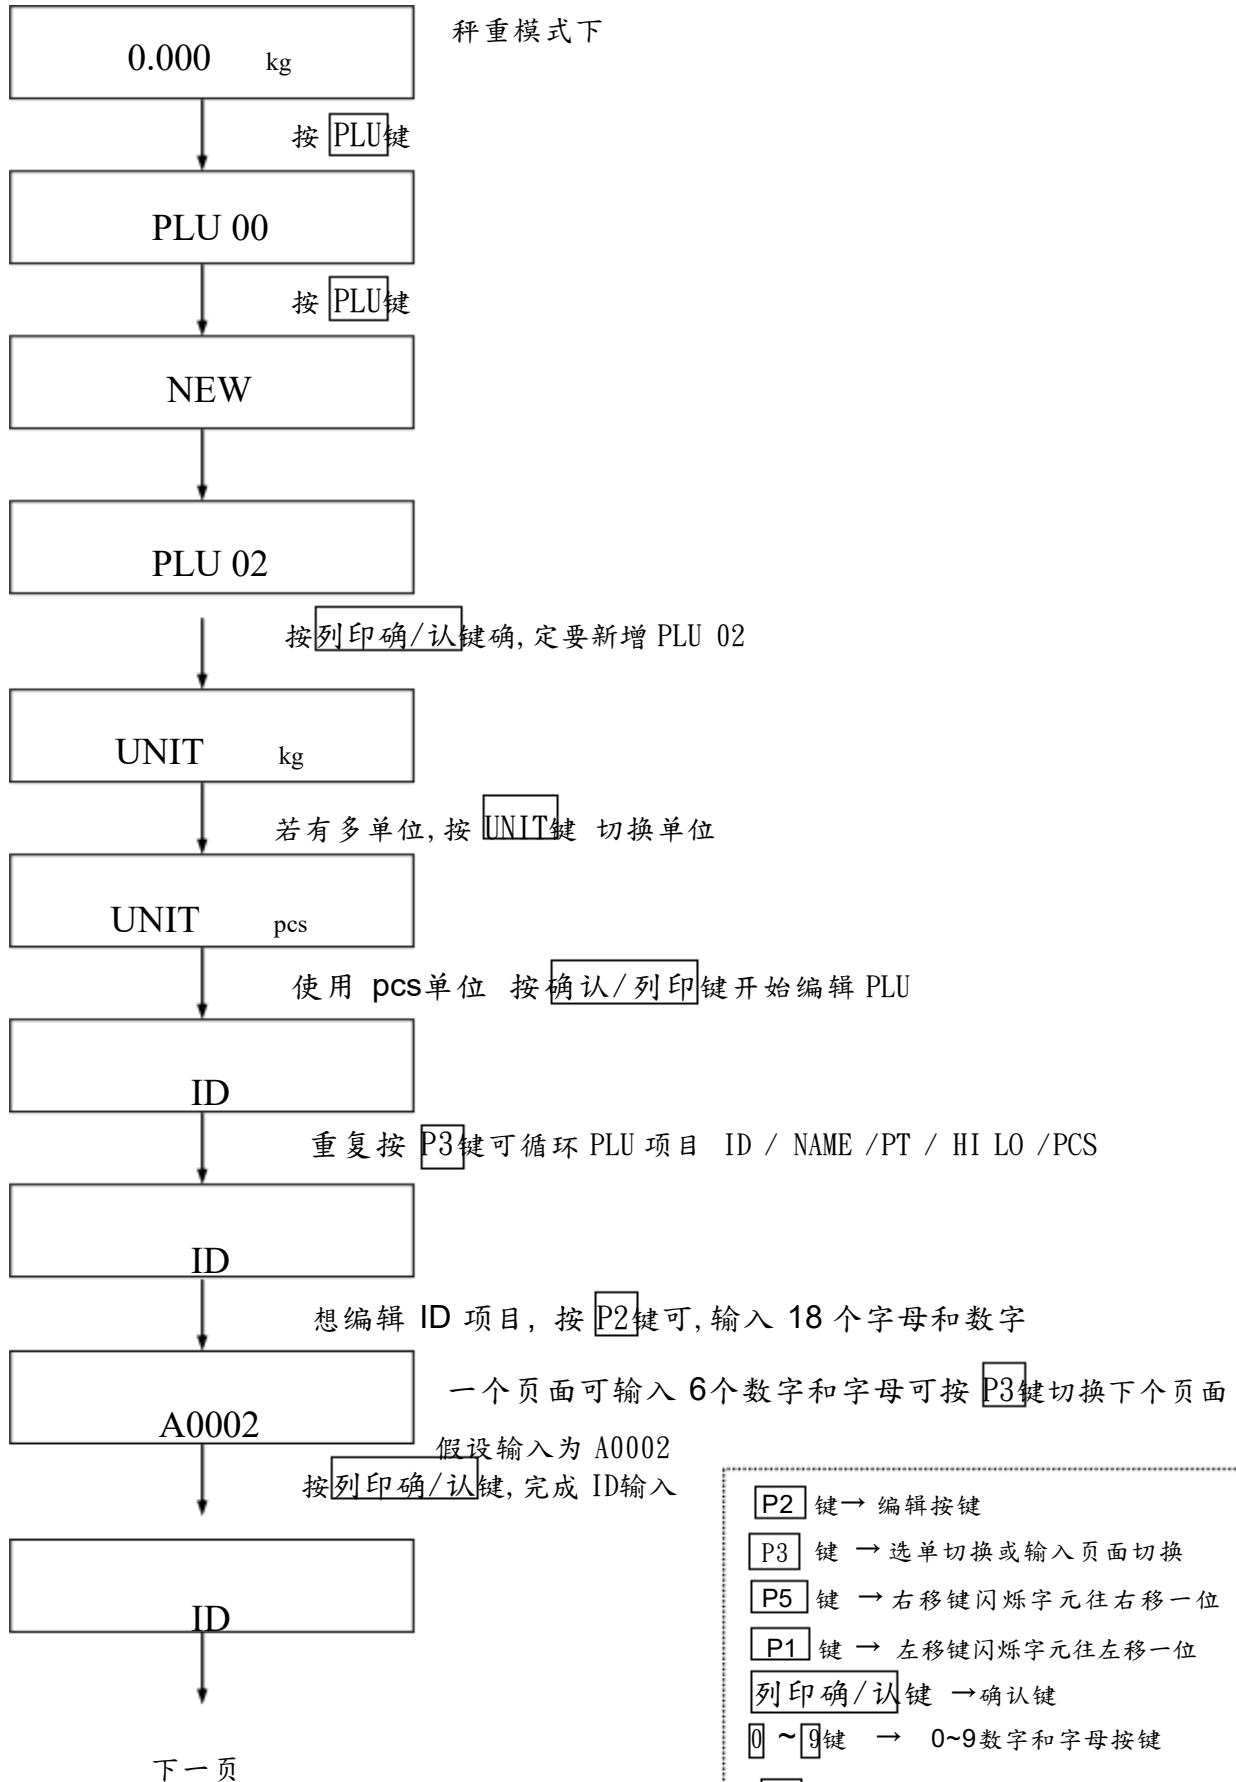 秤重模式下
0.000 kg
按 PLU键
PLU 00
按 PLU键
NEW
PLU 02
按列印确/认键确,定要新增 PLU 02
UNIT kg
若有多单位,按 UNIT键 切换单位
UNIT pcs
使用 pcs单位 按确认/列印键开始编辑 PLU
ID
重复按 P3键可循环 PLU 项目 ID / NAME /PT / HI LO /PCS
ID
想编辑 ID 项目, 按 P2键可,输入 18 个字母和数字
一个页面可输入 6个数字和字母可按 P3键切换下个页面
A0002
假设输入为 A0002
按列印确/认键,完成 ID输入
ID
下一页
P2 键→ 编辑按键
P3 键 →选单切换或输入页面切换
P5 键 →右移键闪烁字元往右移一位
P1 键 → 左移键闪烁字元往左移一位
列印确/认键 →确认键
0 ~9键 → 0~9数字和字母按键